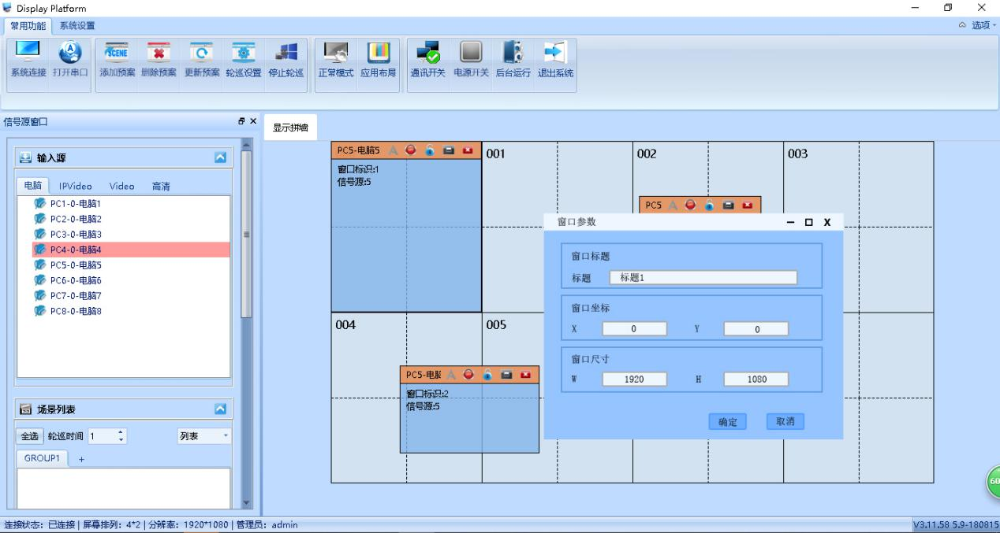 Display Platform
常用功能 系统设置 选项
系统连接 打开串口 添加预案 删除预案 更新预案 轮巡设置 停止轮巡 正常模式 应用布局 通讯开关 电源开关 后台运行 退出系统
SCENE
信号源窗口
显示拼墙
输入源
电脑 IPVideo Video 高清
PC1-0-电脑1
PC2-0-电脑2
PC3-0-电脑3
PC4-0-电脑4
PC5-0-电脑5
PC6-0-电脑6
PC7-0-电脑7
PC8-0-电脑8
场景列表
全选 轮巡时间 1 列表
GROUP1 +
PC5-电脑5
窗口标识:1
信号源:5
001
002
003
PC5
004
005
PC5-电脑
窗口标识:2
信号源:5
窗口参数
窗口标题
标题 标题1
窗口坐标
X 0 Y 0
窗口尺寸
W 1920 H 1080
确定 取消
60
连接状态: 已连接 | 屏幕排列: 4*2 | 分辨率: 1920*1080 | 管理员: admin
V3.11.58 5.9-180815